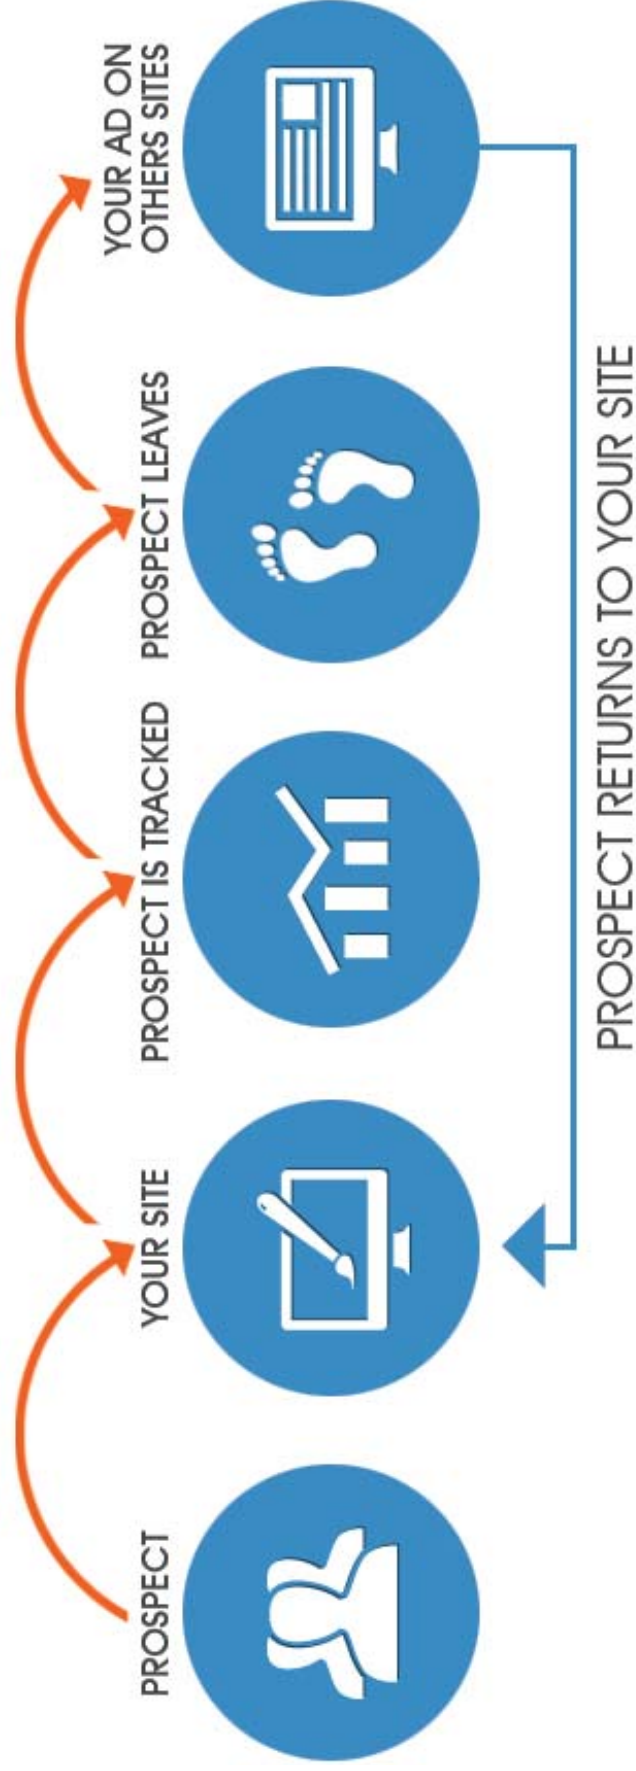 PROSPECT
YOUR SITE
PROSPECT IS TRACKED
PROSPECT LEAVES
YOUR AD ON
OTHERS SITES
PROSPECT RETURNS TO YOUR SITE